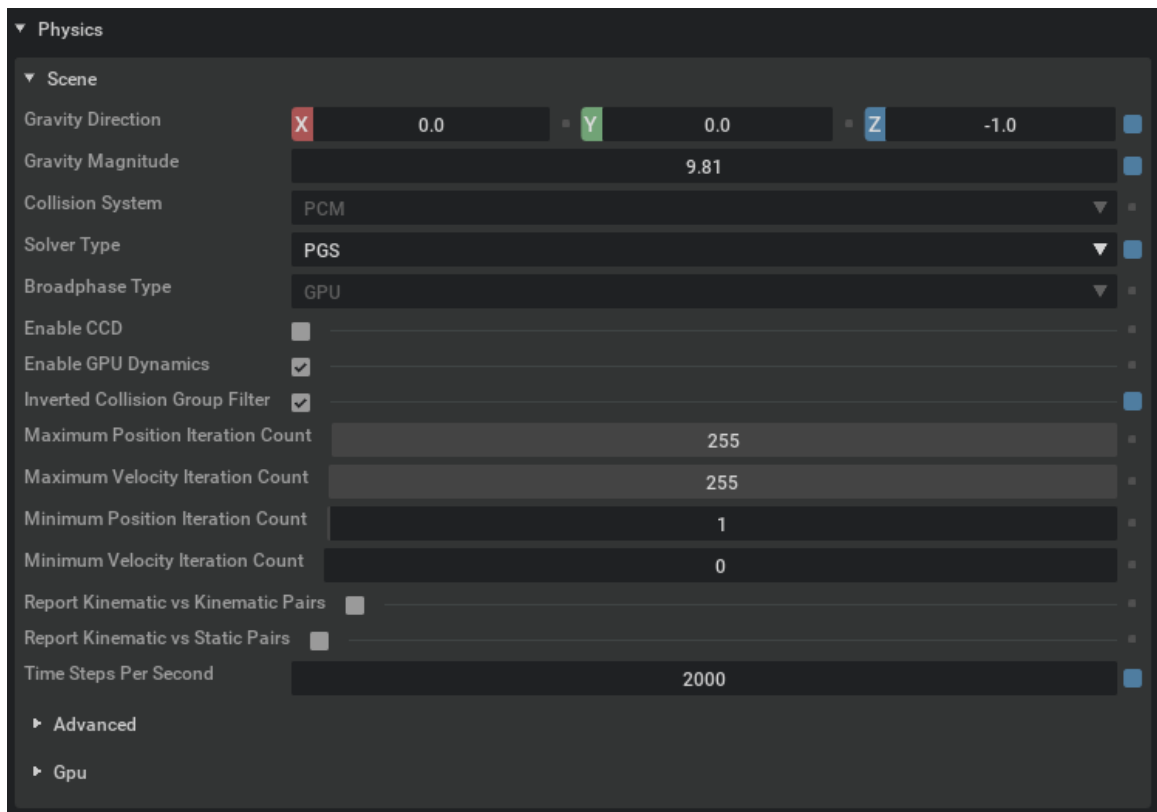 Physics
Scene
Gravity Direction X 0.0 Y 0.0 Z -1.0
Gravity Magnitude 9.81
Collision System PCM
Solver Type PGS
Broadphase Type GPU
Enable CCD
Enable GPU Dynamics
Inverted Collision Group Filter
Maximum Position Iteration Count 255
Maximum Velocity Iteration Count 255
Minimum Position Iteration Count 1
Minimum Velocity Iteration Count 0
Report Kinematic vs Kinematic Pairs
Report Kinematic vs Static Pairs
Time Steps Per Second 2000
Advanced
Gpu